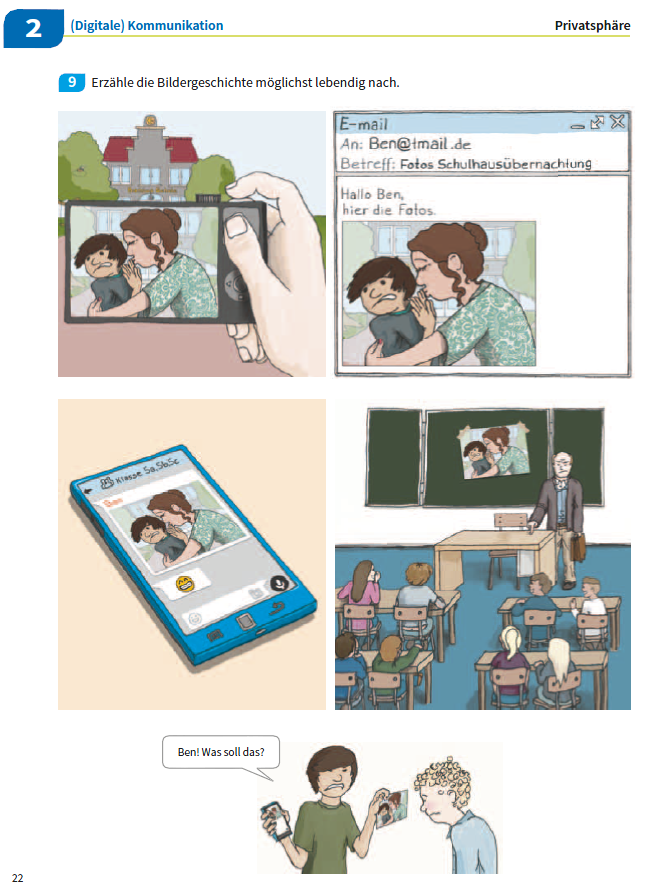 2
(Digitale) Kommunikation
Privatsphäre
9 Erzähle die Bildergeschichte möglichst lebendig nach.
E-mail
An: Ben@tmail.de
Betreff: Fotos Schulhausübernachtung
Hallo Ben,
hier die Fotos.
Klasse 5a,5b,5c
Ben
Ben! Was soll das?
22